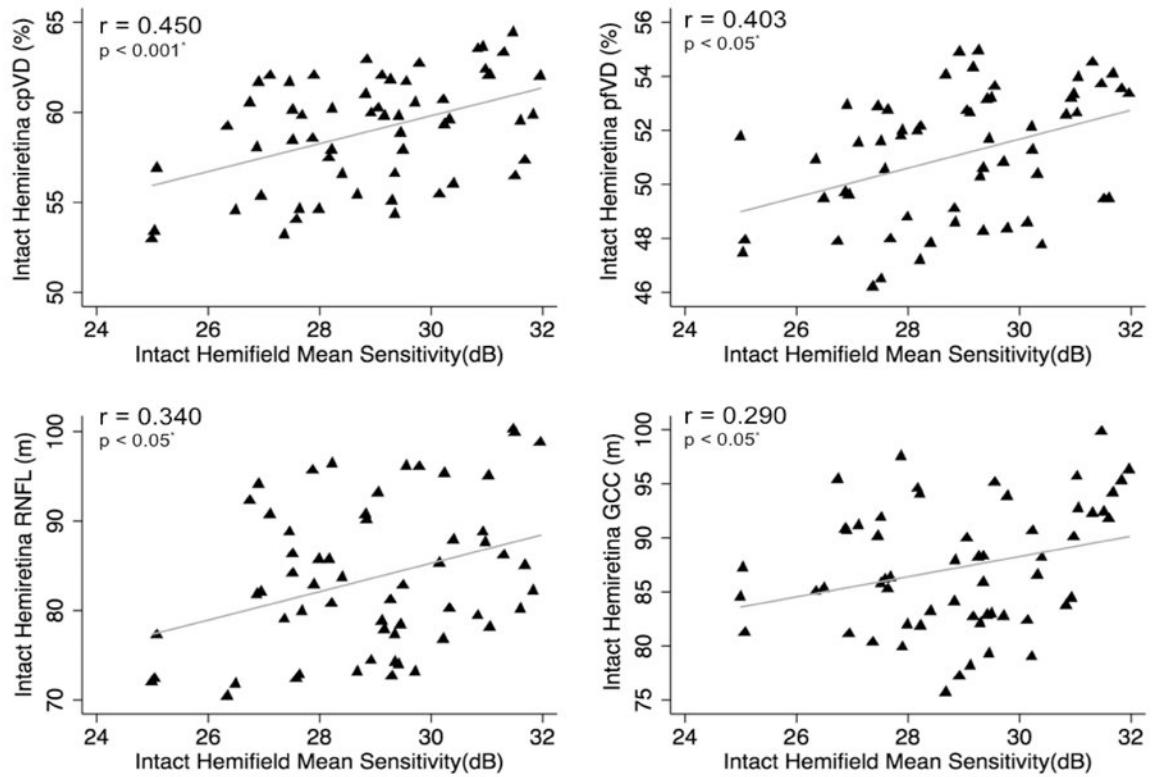 r = 0.450
p < 0.001*
Intact Hemiretina cpVD (%)
65
60
55
50
24 26 28 30 32
Intact Hemifield Mean Sensitivity(dB)
r = 0.403
p < 0.05*
Intact Hemiretina pfVD (%)
56
54
52
50
48
46
24 26 28 30 32
Intact Hemifield Mean Sensitivity(dB)
r = 0.340
p < 0.05*
Intact Hemiretina RNFL (m)
100
90
80
70
24 26 28 30 32
Intact Hemifield Mean Sensitivity(dB)
r = 0.290
p < 0.05*
Intact Hemiretina GCC (m)
100
95
90
85
80
75
24 26 28 30 32
Intact Hemifield Mean Sensitivity(dB)